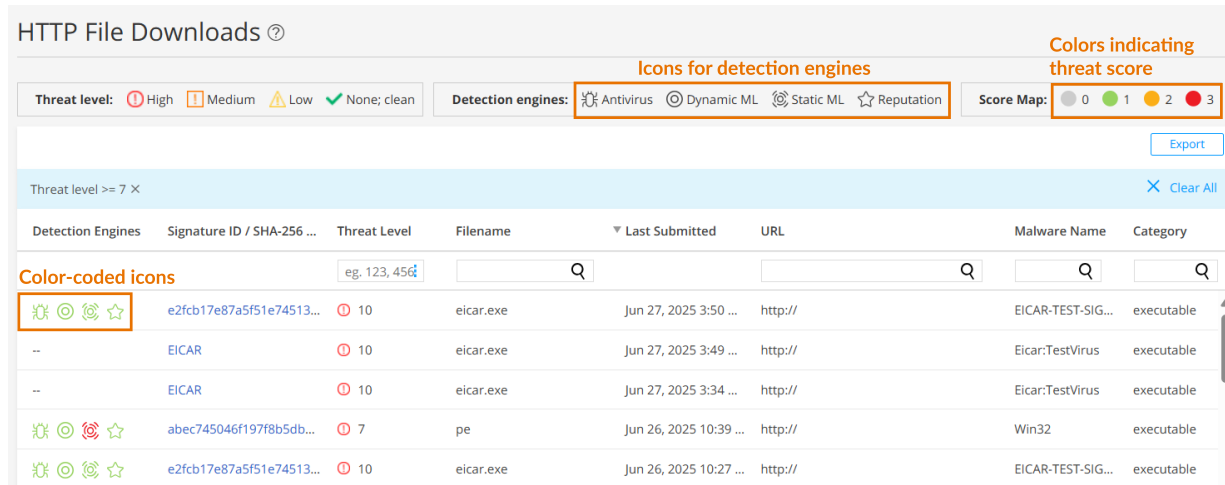 HTTP File Downloads ?
Colors indicating
threat score
Icons for detection engines
Threat level: High Medium Low None; clean Detection engines: Antivirus Dynamic ML Static ML Reputation Score Map: 0 1 2 3
Export
Threat level >= 7 × Clear All
Detection Engines Signature ID / SHA-256 ... Threat Level Filename Last Submitted URL Malware Name Category
Color-coded icons
eg. 123, 456
e2fcb17e87a5f51e74513... 10 eicar.exe Jun 27, 2025 3:50 ... http:// EICAR-TEST-SIG... executable
-- EICAR 10 eicar.exe Jun 27, 2025 3:49 ... http:// Eicar:TestVirus executable
-- EICAR 10 eicar.exe Jun 27, 2025 3:34 ... http:// Eicar:TestVirus executable
abec745046f197f8b5db... 7 pe Jun 26, 2025 10:39 ... http:// Win32 executable
e2fcb17e87a5f51e74513... 10 eicar.exe Jun 26, 2025 10:27 ... http:// EICAR-TEST-SIG... executable